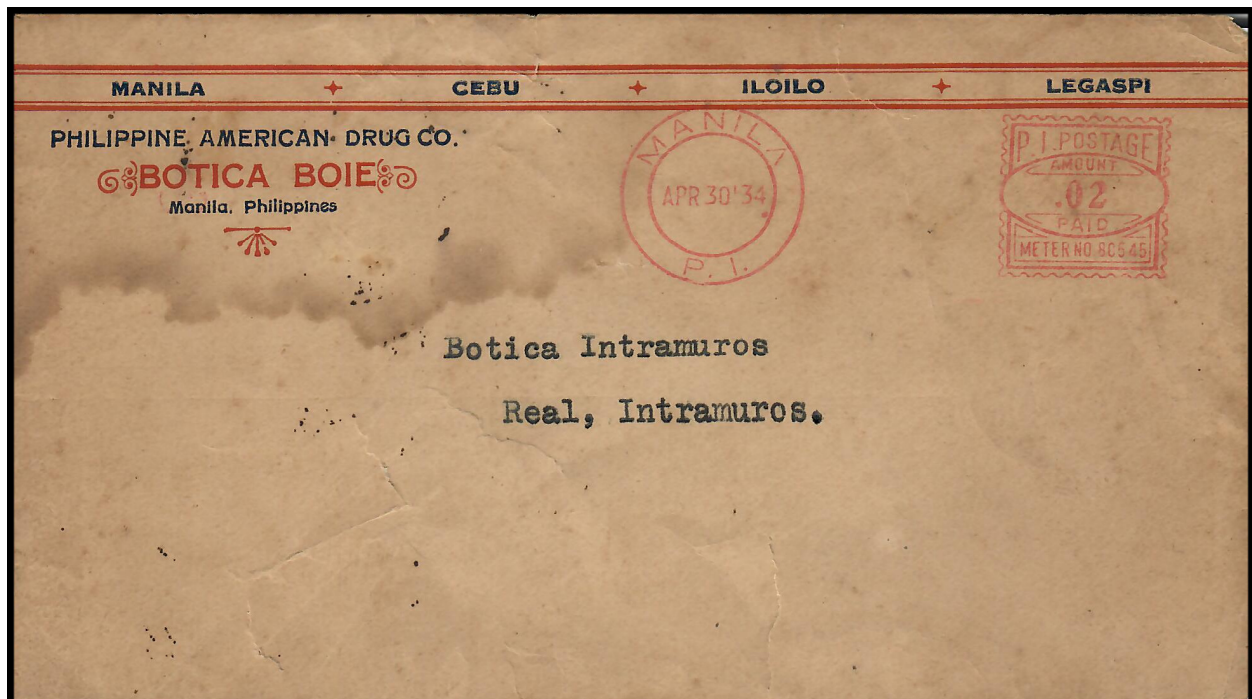 MANILA CEBU ILOILO LEGASPI
PHILIPPINE AMERICAN DRUG CO.
BOTICA BOIE
Manila, Philippines
MANILA
APR 30 '34
P. I.
P. I. POSTAGE
AMOUNT
.02
PAID
METER NO.
Botica Intramuros
Real, Intramuros.